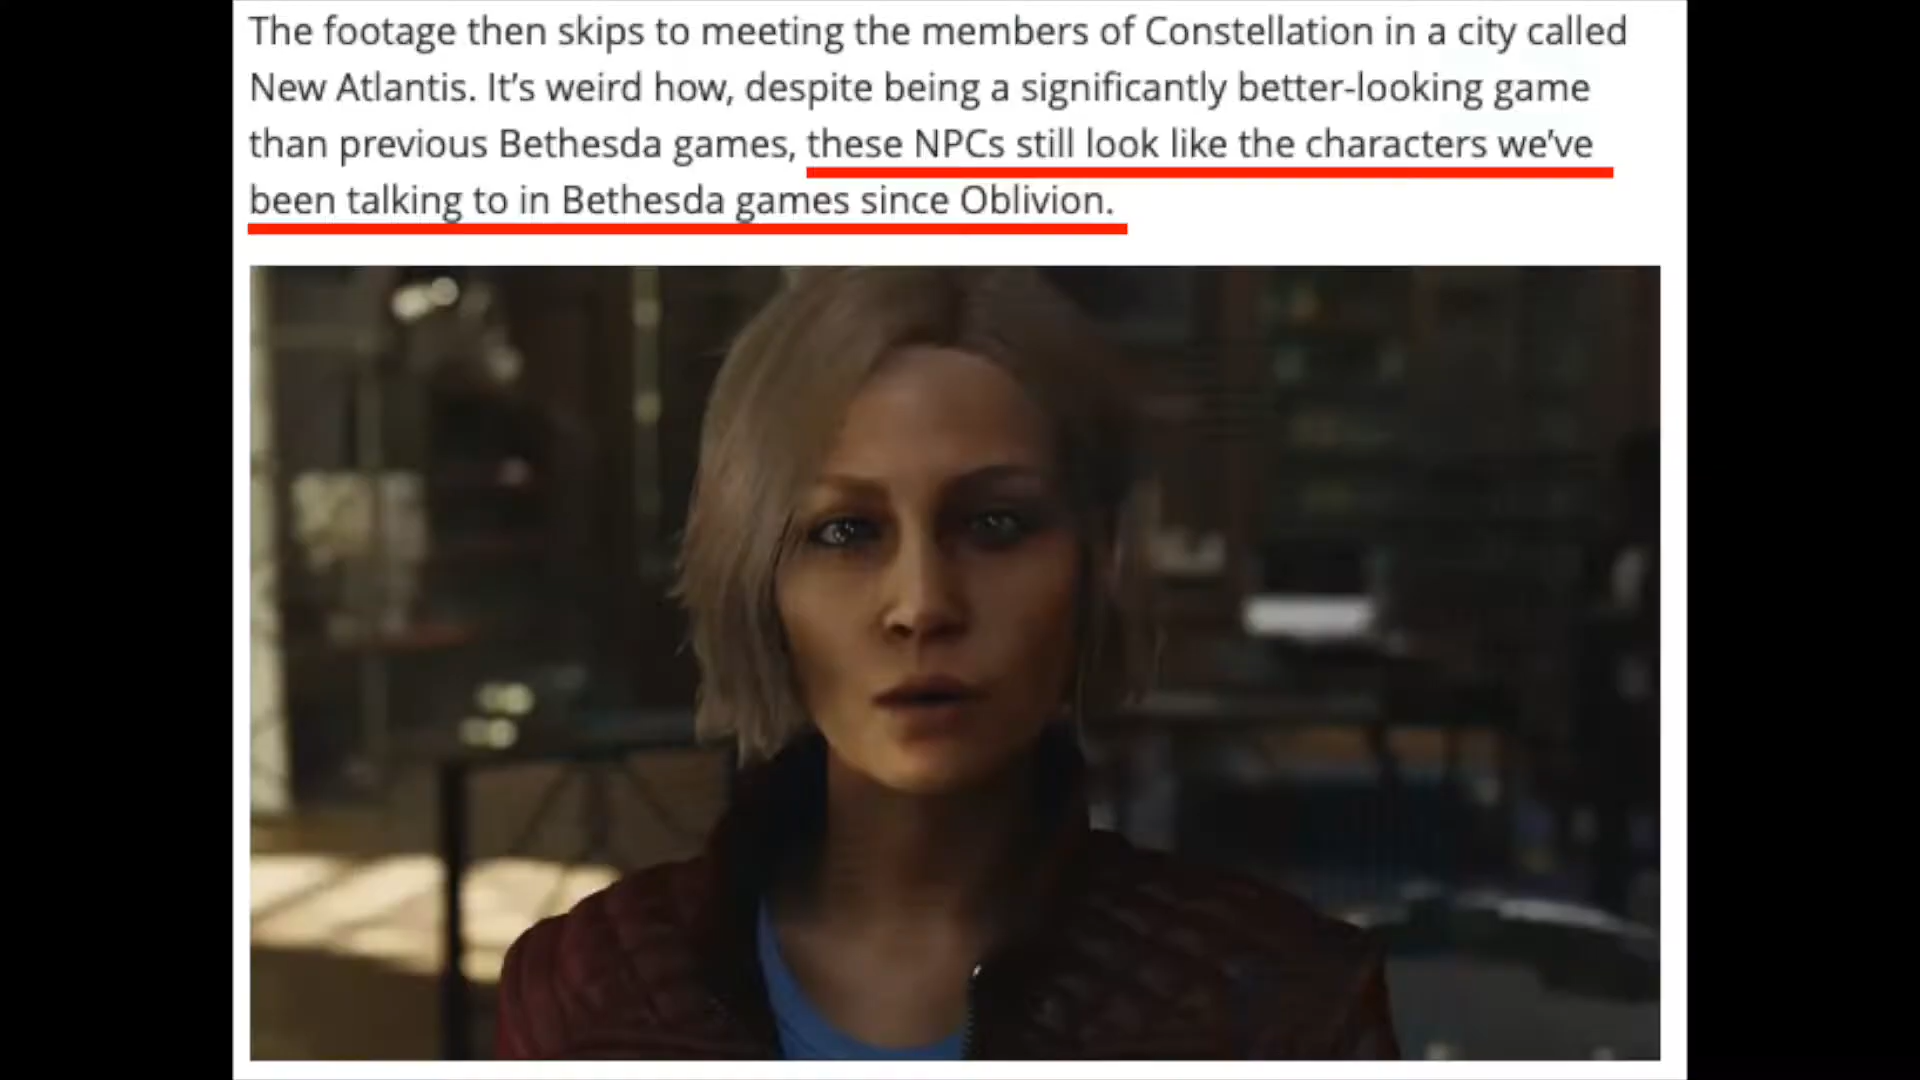 The footage then skips to meeting the members of Constellation in a city called
New Atlantis. It’s weird how, despite being a significantly better-looking game
than previous Bethesda games, these NPCs still look like the characters we’ve
been talking to in Bethesda games since Oblivion.